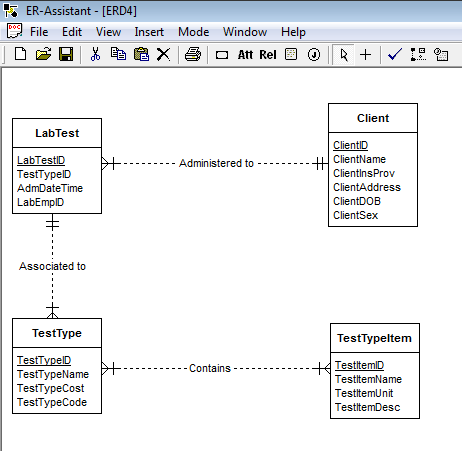 ER-Assistant - [ERD4]
DOC File Edit View Insert Mode Window Help
Att Rel
LabTest
LabTestID
TestTypeID
AdmDateTime
LabEmpID
Administered to
Client
ClientID
ClientName
ClientInsProv
ClientAddress
ClientDOB
ClientSex
Associated to
TestType
TestTypeID
TestTypeName
TestTypeCost
TestTypeCode
Contains
TestTypeItem
TestItemID
TestItemName
TestItemUnit
TestItemDesc